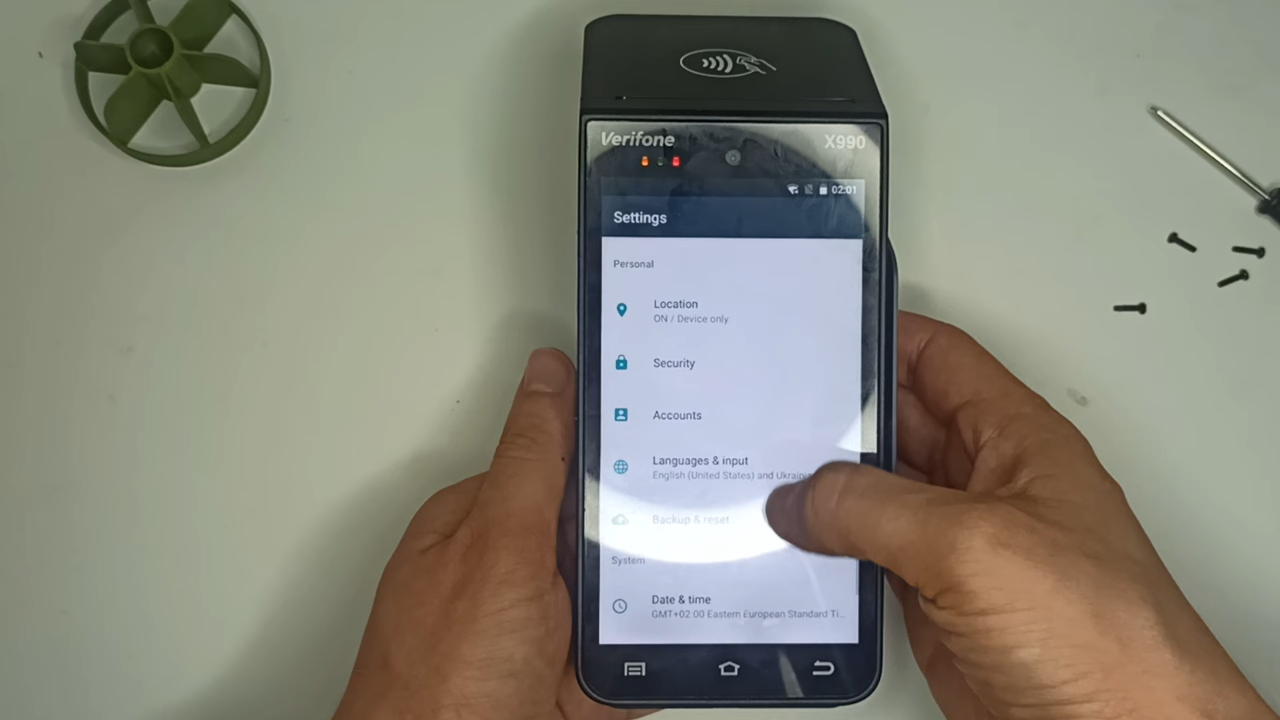 Verifone
X990
02:01
Settings
Personal
Location
ON / Device only
Security
Accounts
Languages & input
English (United States) and
Backup & reset
System
Date & time
GMT+02:00 Eastern European Standard Ti...